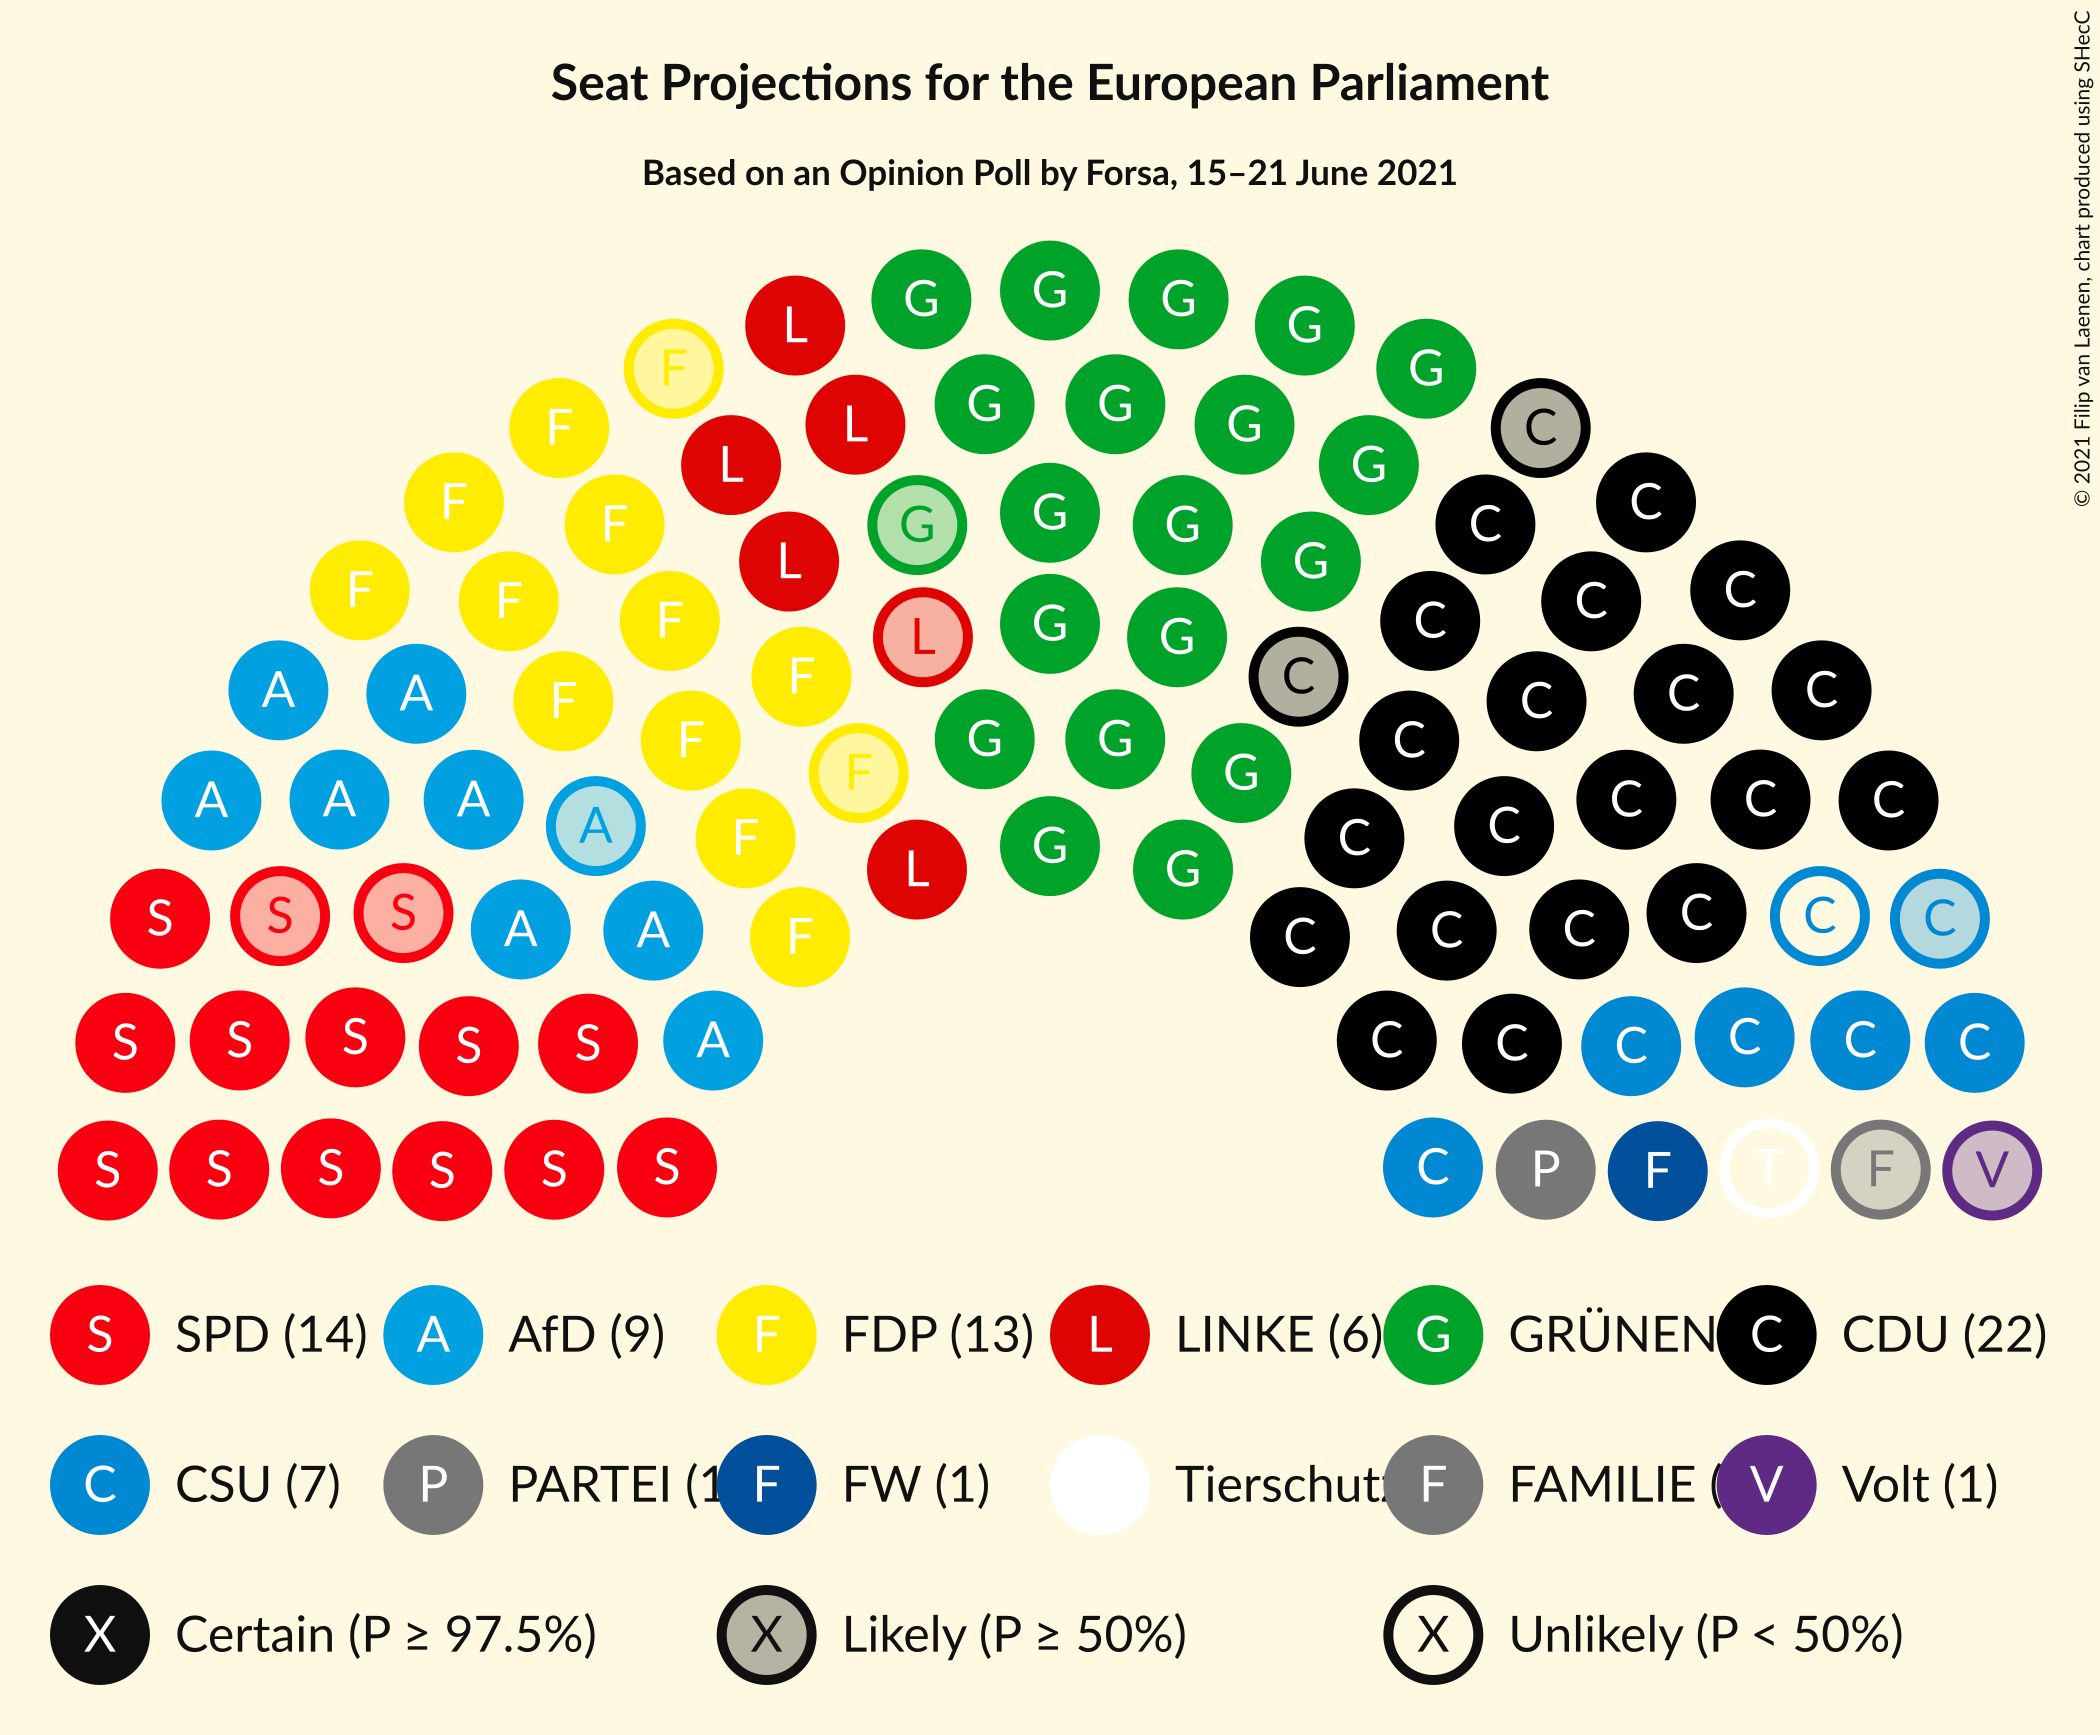 Seat Projections for the European Parliament
Based on an Opinion Poll by Forsa, 15–21 June 2021
© 2021 Filip van Laenen, chart produced using SHecC
G G G
L G
F G
F L G G G C
L G
F F G G G C
F C
L G
F F L G G C C
F C
A A F F C C C C
F G G G C
A A A A F F C C C C C
G
L G
S S S A A F C C C C C C
S S S S S A C C C C C C
S S S S S S C P F T F V
S SPD (14) A AfD (9) F FDP (13) L LINKE (6) G GRÜNEN C CDU (22)
C CSU (7) P PARTEI (1 F FW (1) Tierschutz F FAMILIE ( V Volt (1)
X Certain (P ≥ 97.5%) X Likely (P ≥ 50%) X Unlikely (P < 50%)